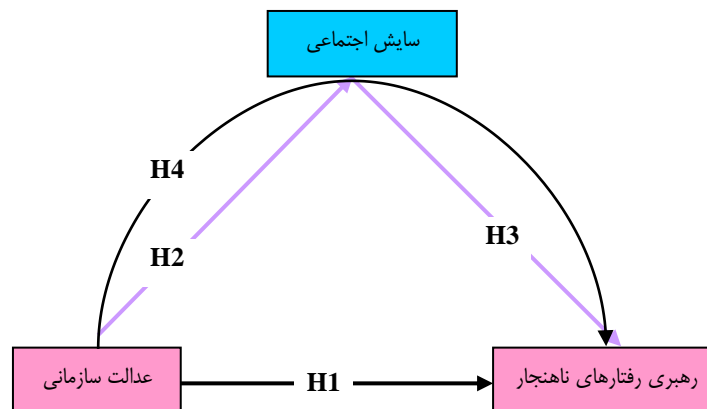 سایش اجتماعی
H4
H3
H2
عدالت سازمانی
H1
رهبری رفتارهای ناهنجار